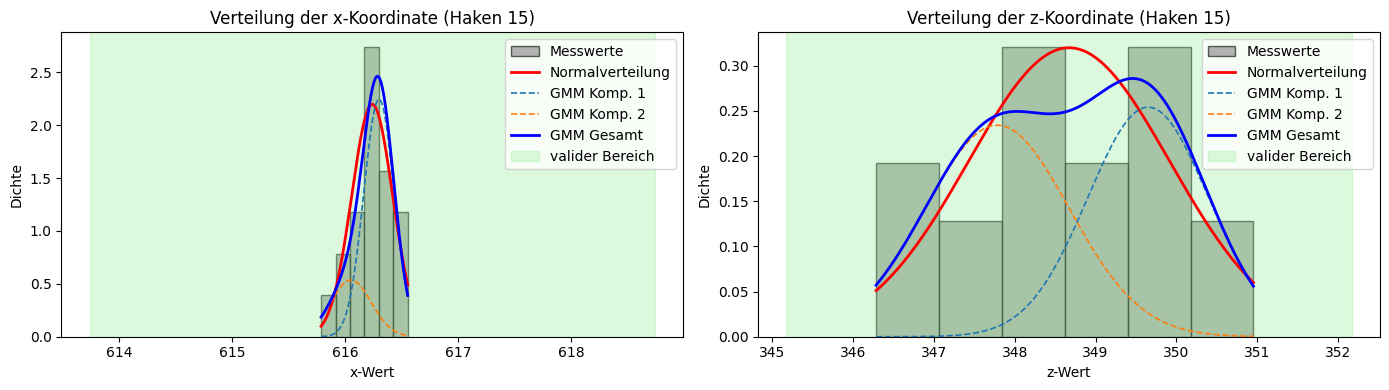 Verteilung der x-Koordinate (Haken 15)
Dichte
2.5
2.0
1.5
1.0
0.5
0.0
614
615
616
617
618
x-Wert
Messwerte
Normalverteilung
GMM Komp. 1
GMM Komp. 2
GMM Gesamt
valider Bereich
Verteilung der z-Koordinate (Haken 15)
Dichte
0.30
0.25
0.20
0.15
0.10
0.05
0.00
345
346
347
348
349
350
351
352
z-Wert
Messwerte
Normalverteilung
GMM Komp. 1
GMM Komp. 2
GMM Gesamt
valider Bereich